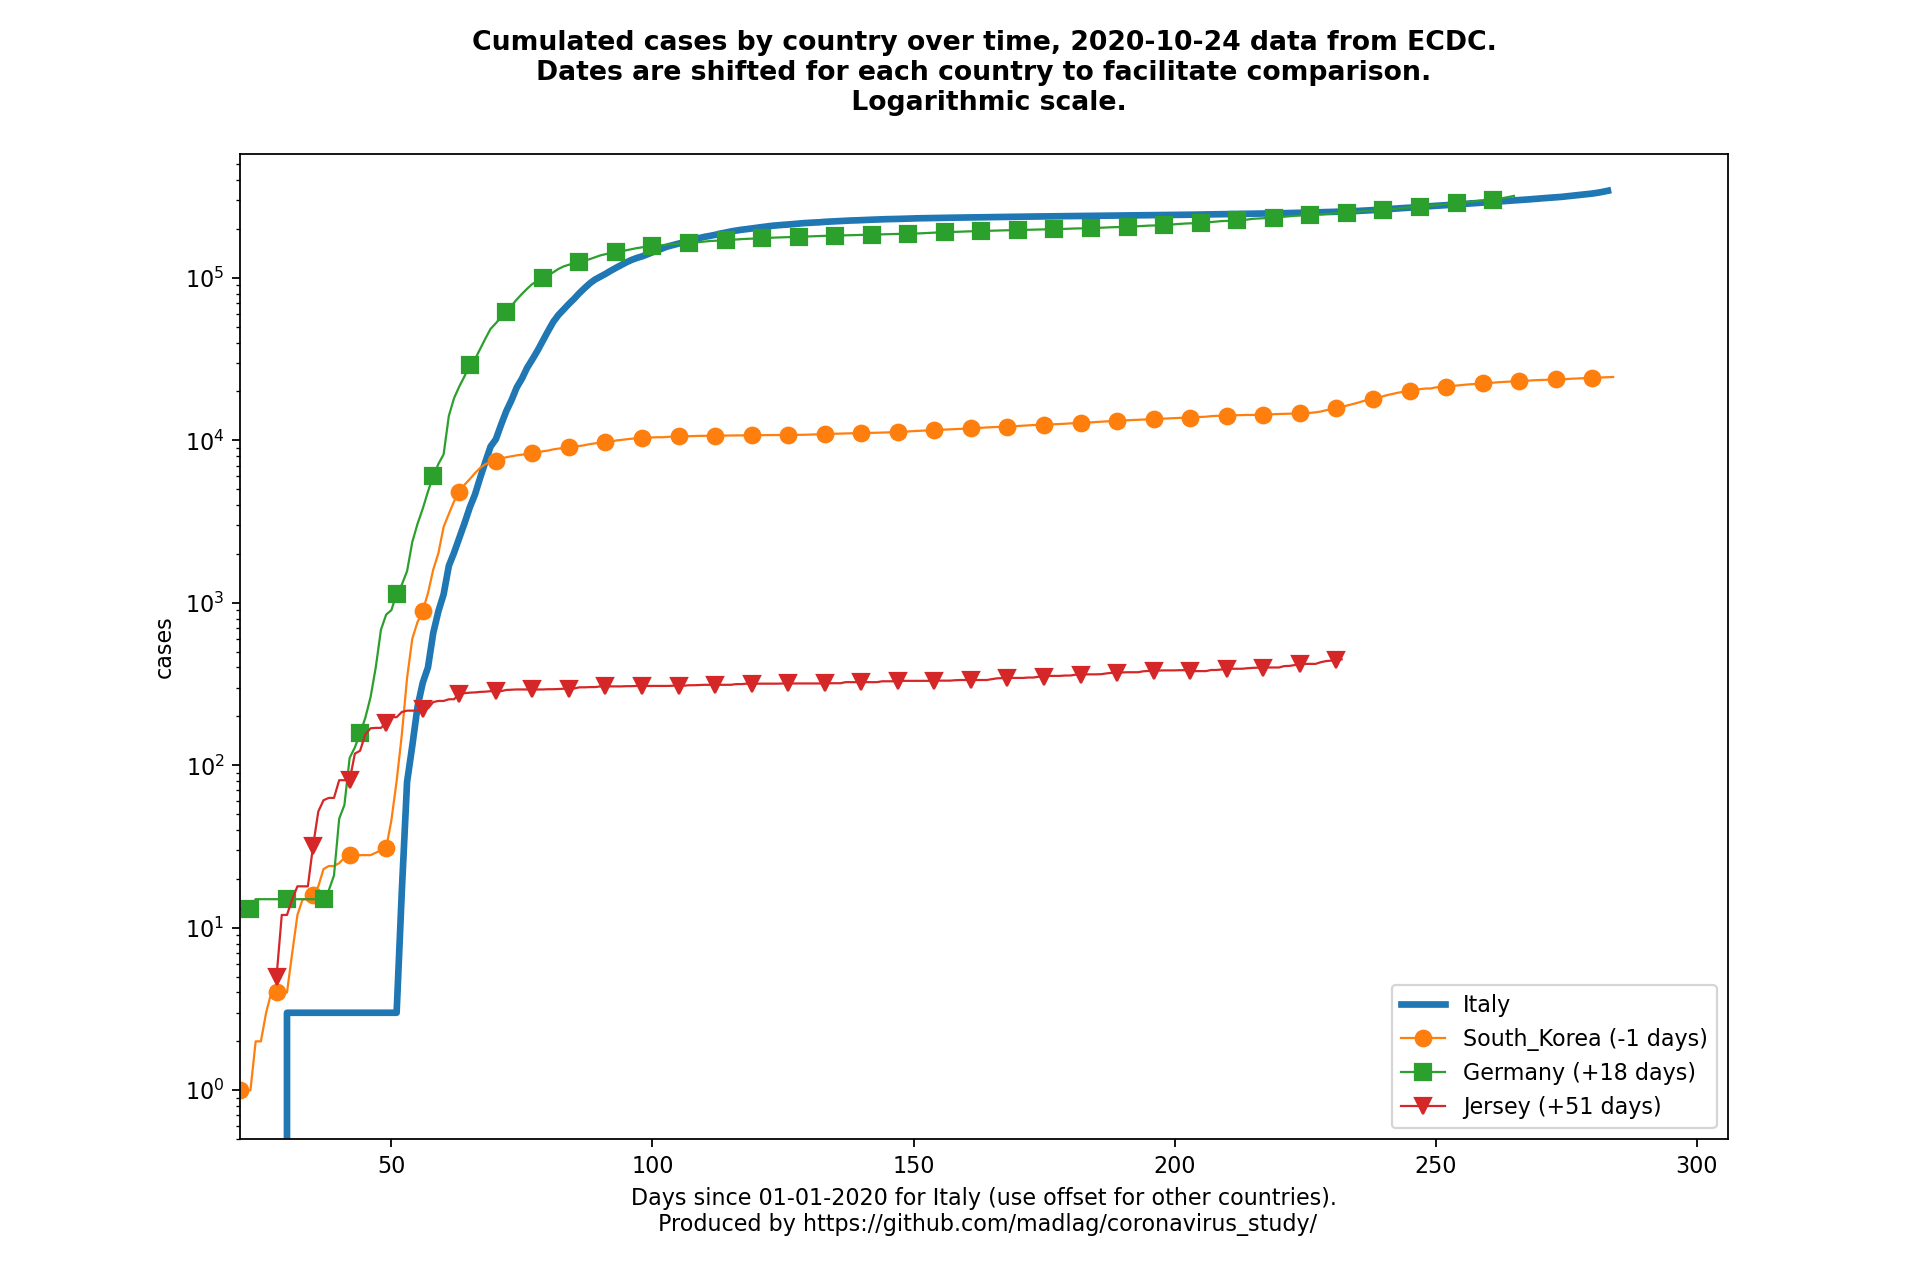 Cumulated cases by country over time, 2020-10-24 data from ECDC.
Dates are shifted for each country to facilitate comparison.
Logarithmic scale.
10^5
10^4
10^3
10^2
10^1
10^0
cases
Italy
South_Korea (-1 days)
Germany (+18 days)
Jersey (+51 days)
50 100 150 200 250 300
Days since 01-01-2020 for Italy (use offset for other countries).
Produced by https://github.com/madlag/coronavirus_study/